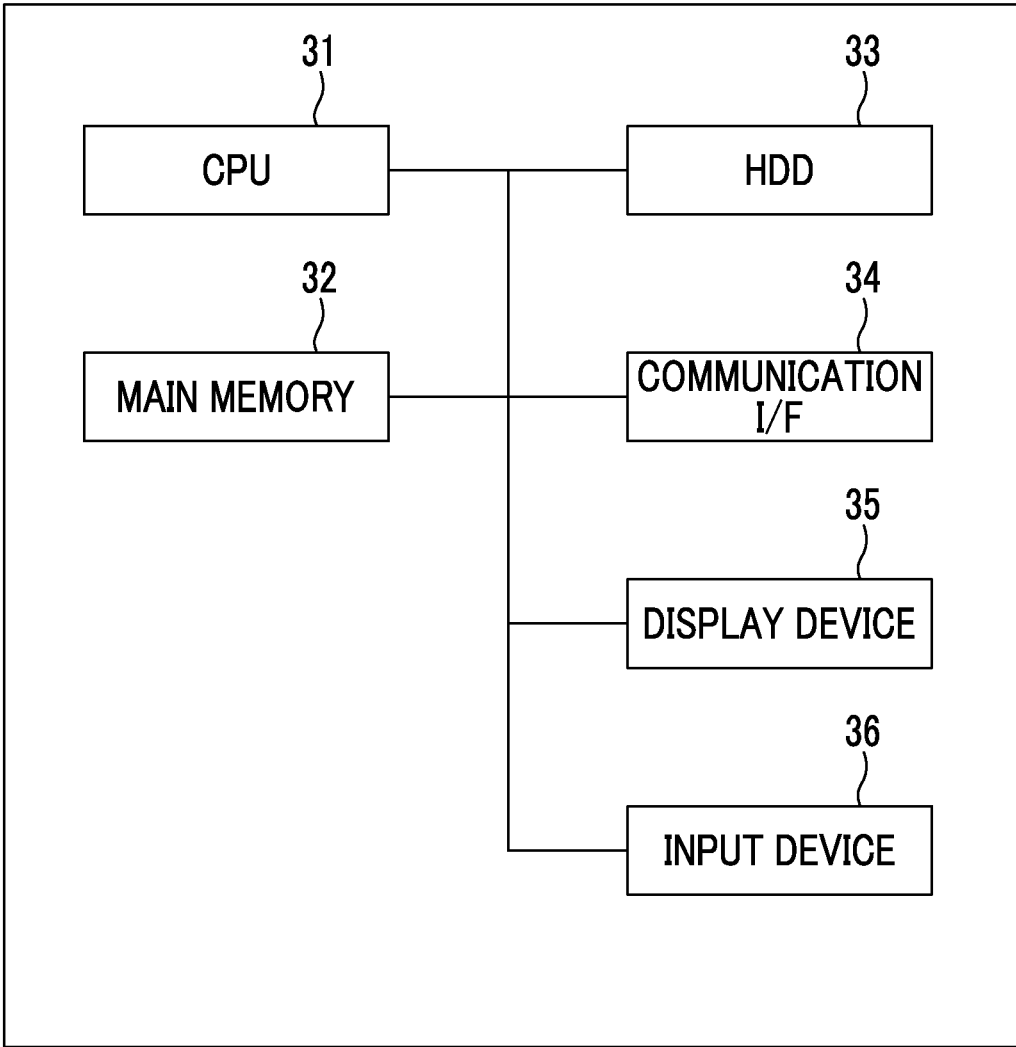 31
33
CPU
HDD
32
34
MAIN MEMORY
COMMUNICATION
I/F
35
DISPLAY DEVICE
36
INPUT DEVICE